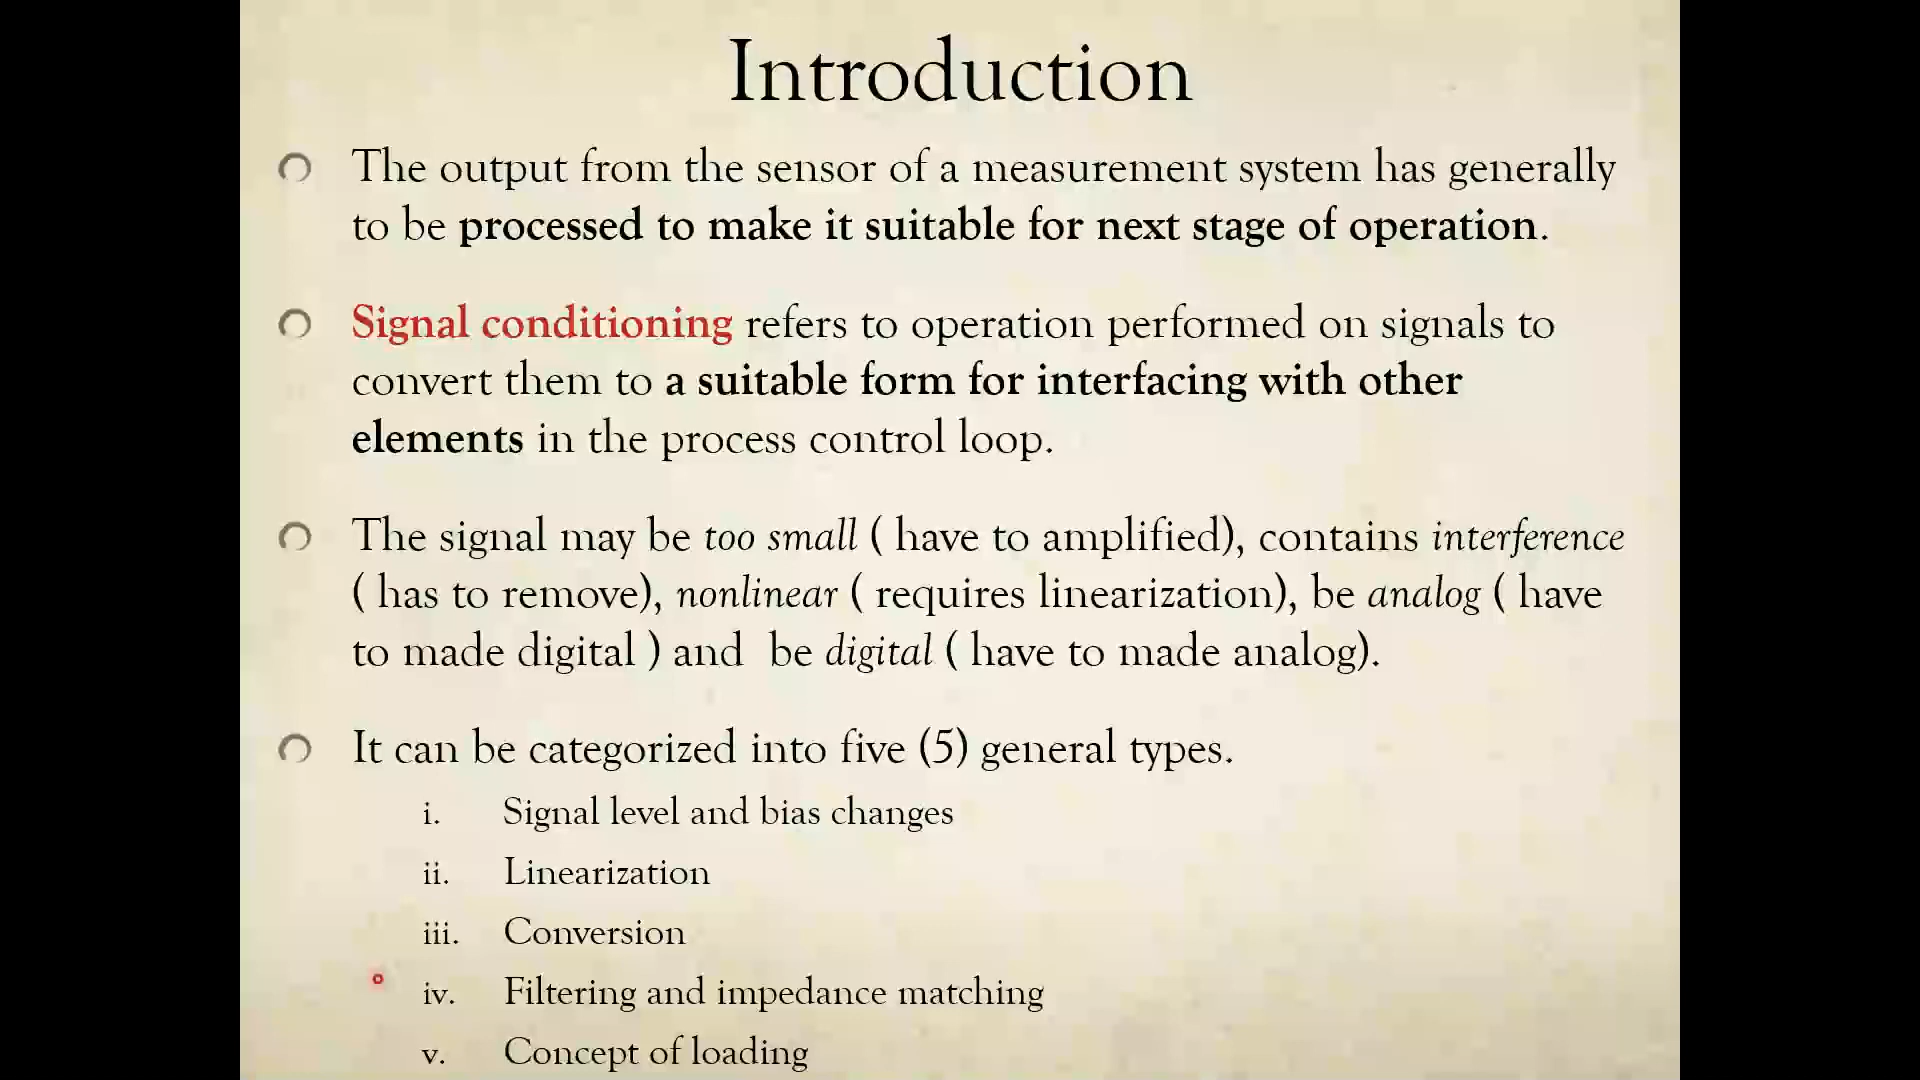 Introduction
The output from the sensor of a measurement system has generally
to be processed to make it suitable for next stage of operation.
Signal conditioning refers to operation performed on signals to
convert them to a suitable form for interfacing with other
elements in the process control loop.
The signal may be too small ( have to amplified), contains interference
( has to remove), nonlinear ( requires linearization), be analog ( have
to made digital ) and be digital ( have to made analog).
It can be categorized into five (5) general types.
i. Signal level and bias changes
ii. Linearization
iii. Conversion
iv. Filtering and impedance matching
v. Concept of loading